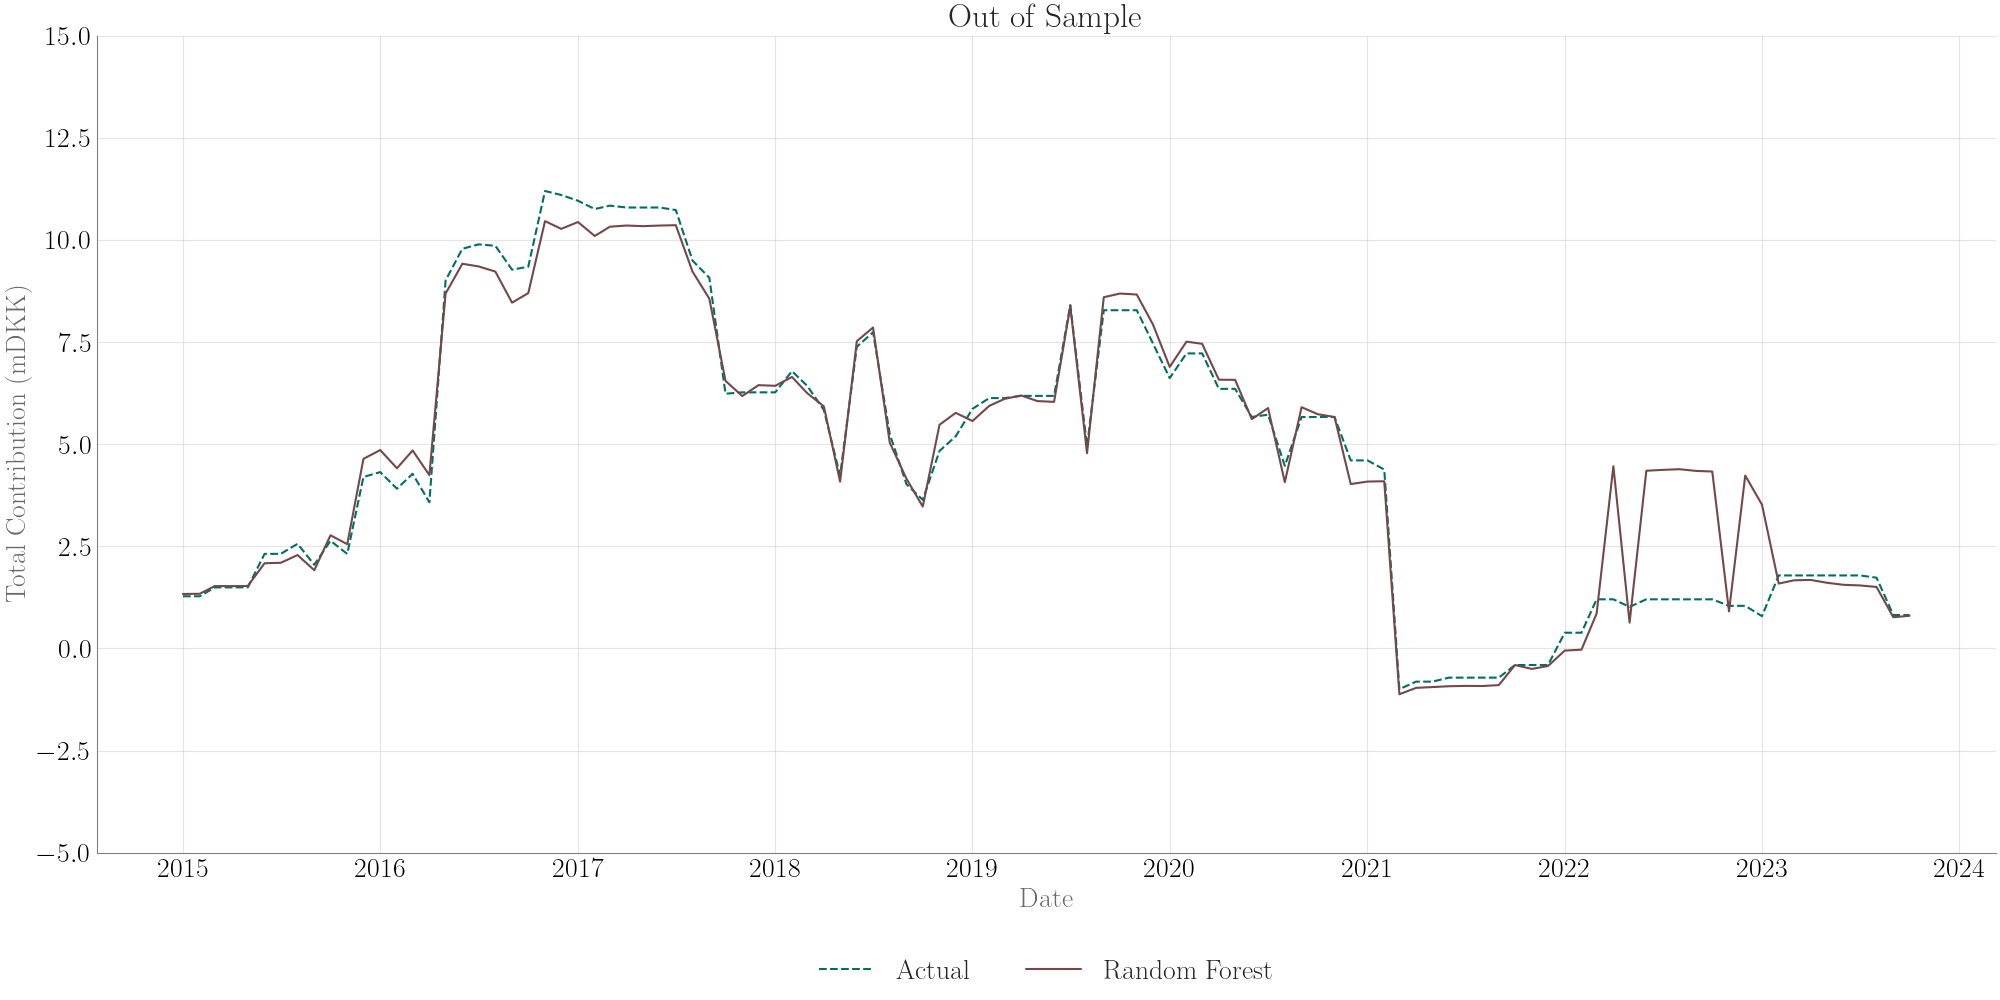 Out of Sample
15.0
12.5
10.0
7.5
5.0
2.5
0.0
−2.5
−5.0
Total Contribution (mDKK)
2015 2016 2017 2018 2019 2020 2021 2022 2023 2024
Date
Actual Random Forest